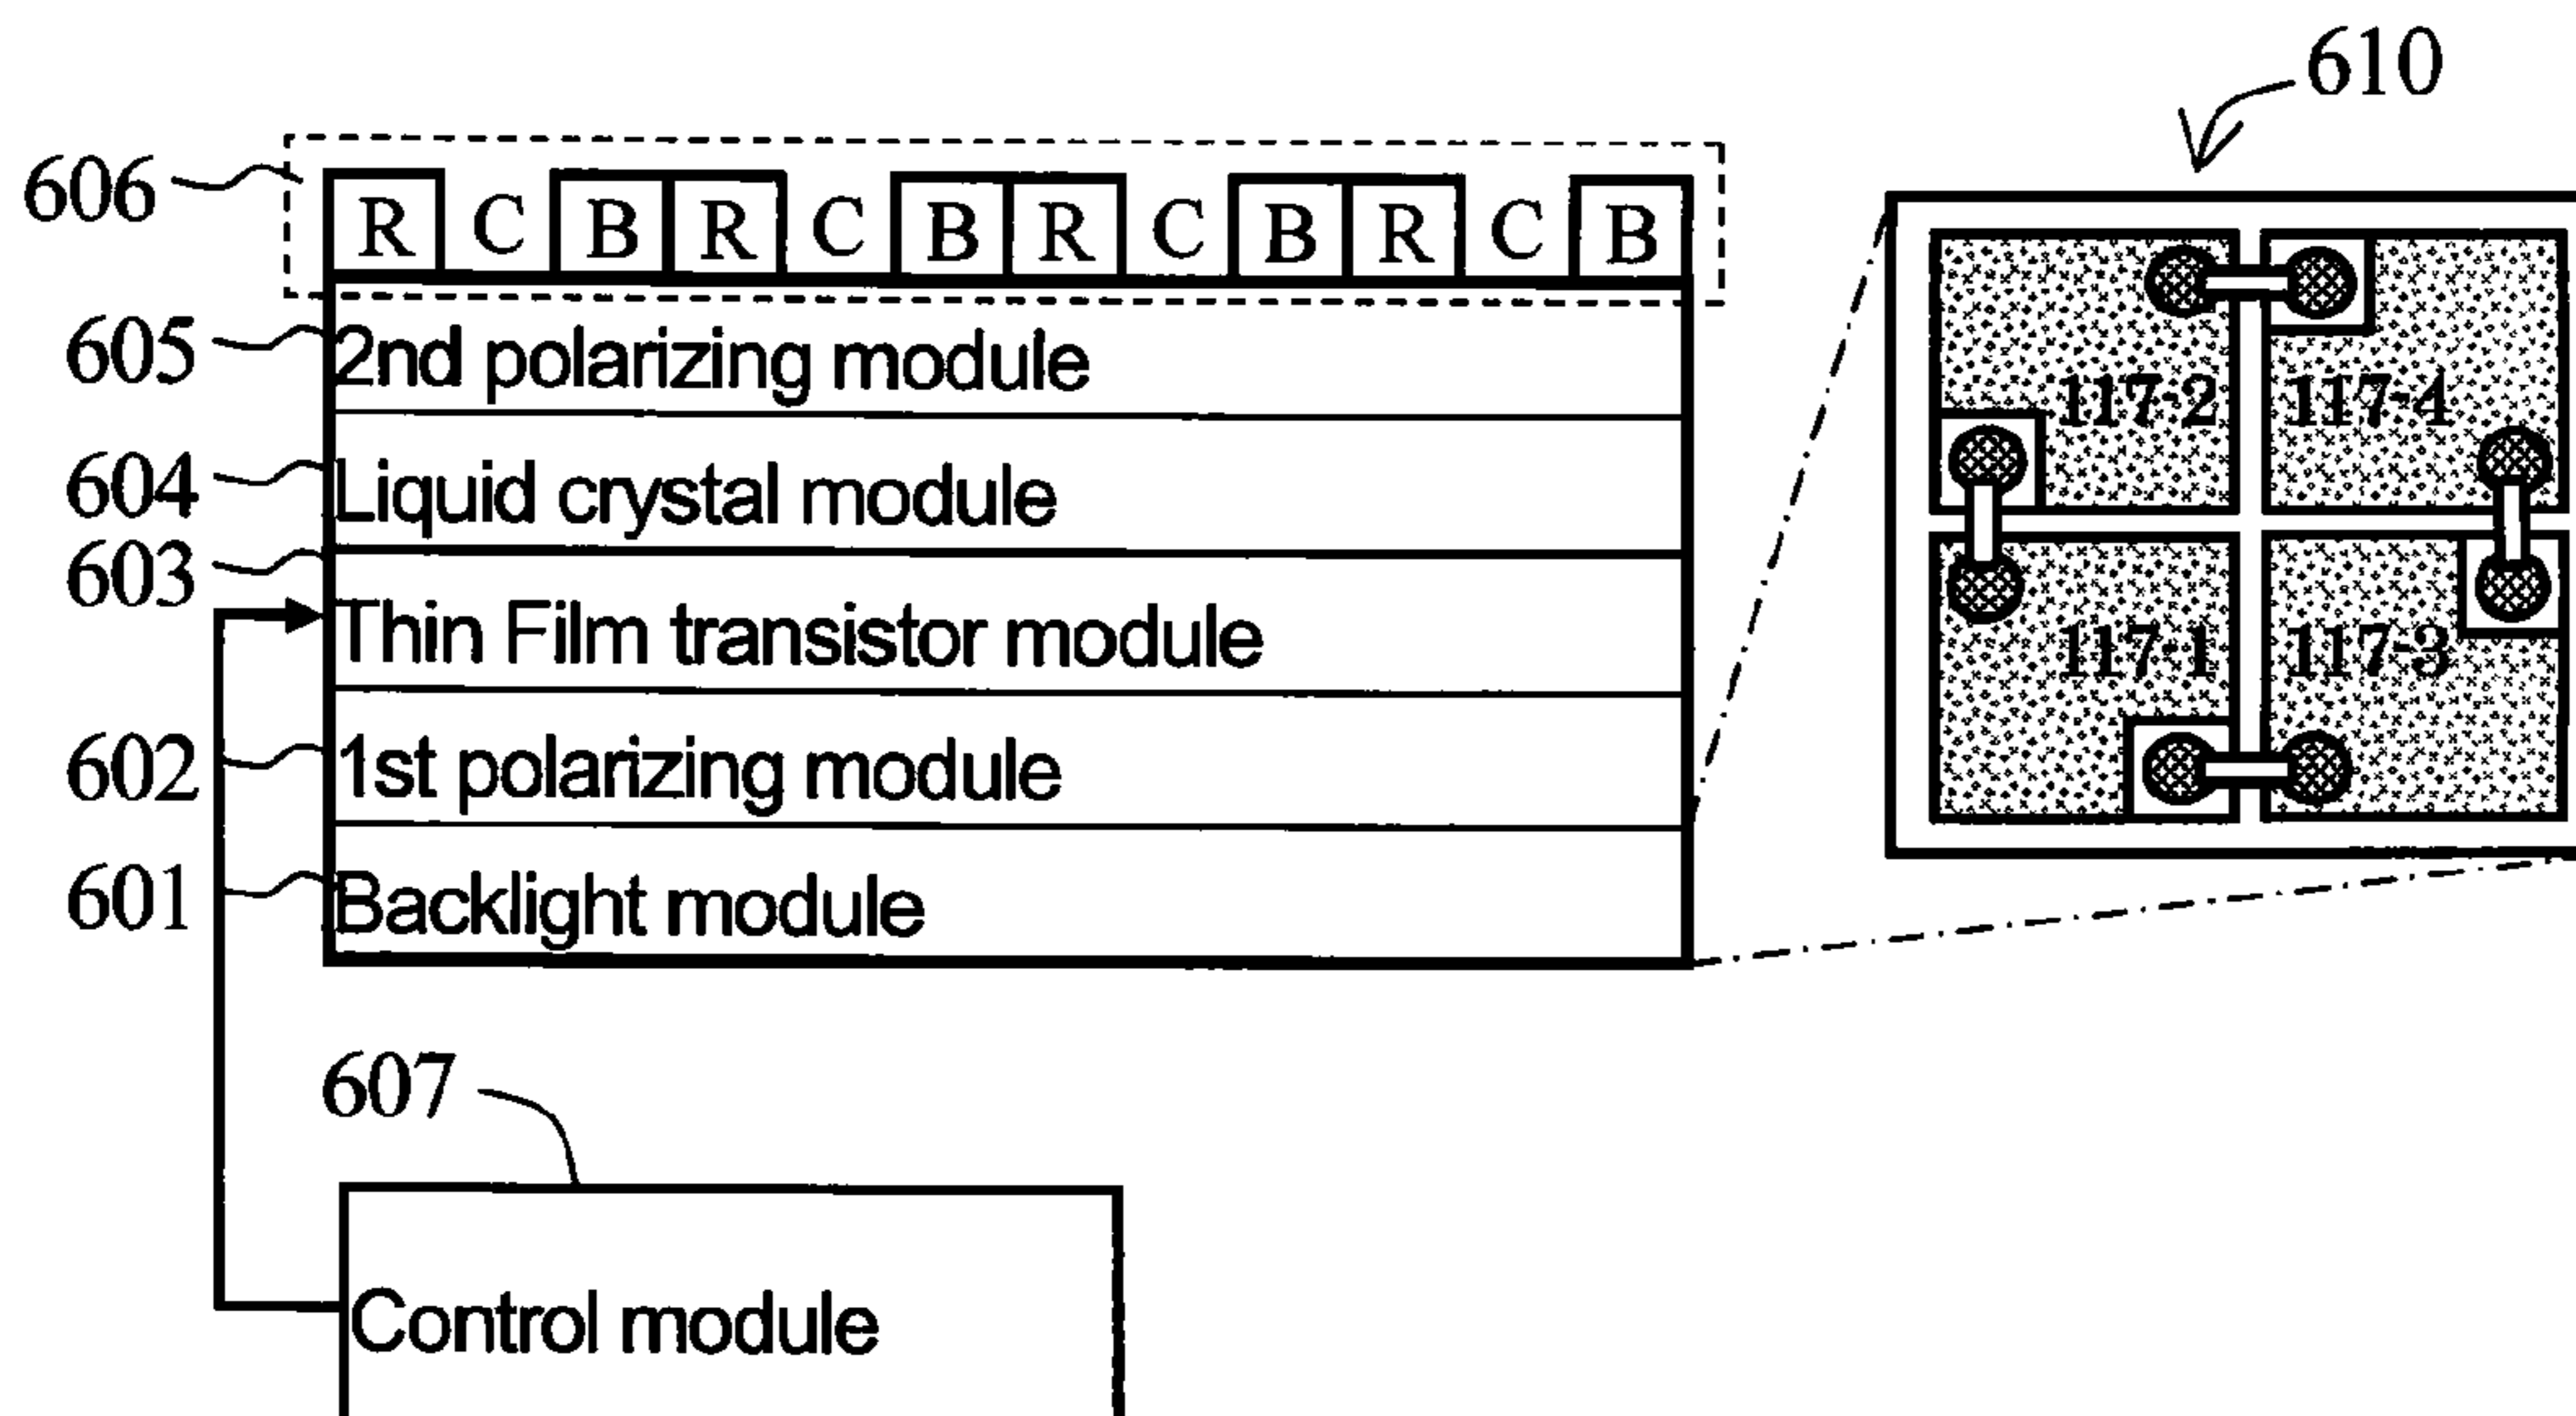 610
606
R C B R C B R C B R C B
605
2nd polarizing module
117-2 117-4
604
Liquid crystal module
603
Thin Film transistor module
117-1 117-3
602
1st polarizing module
601
Backlight module
607
Control module